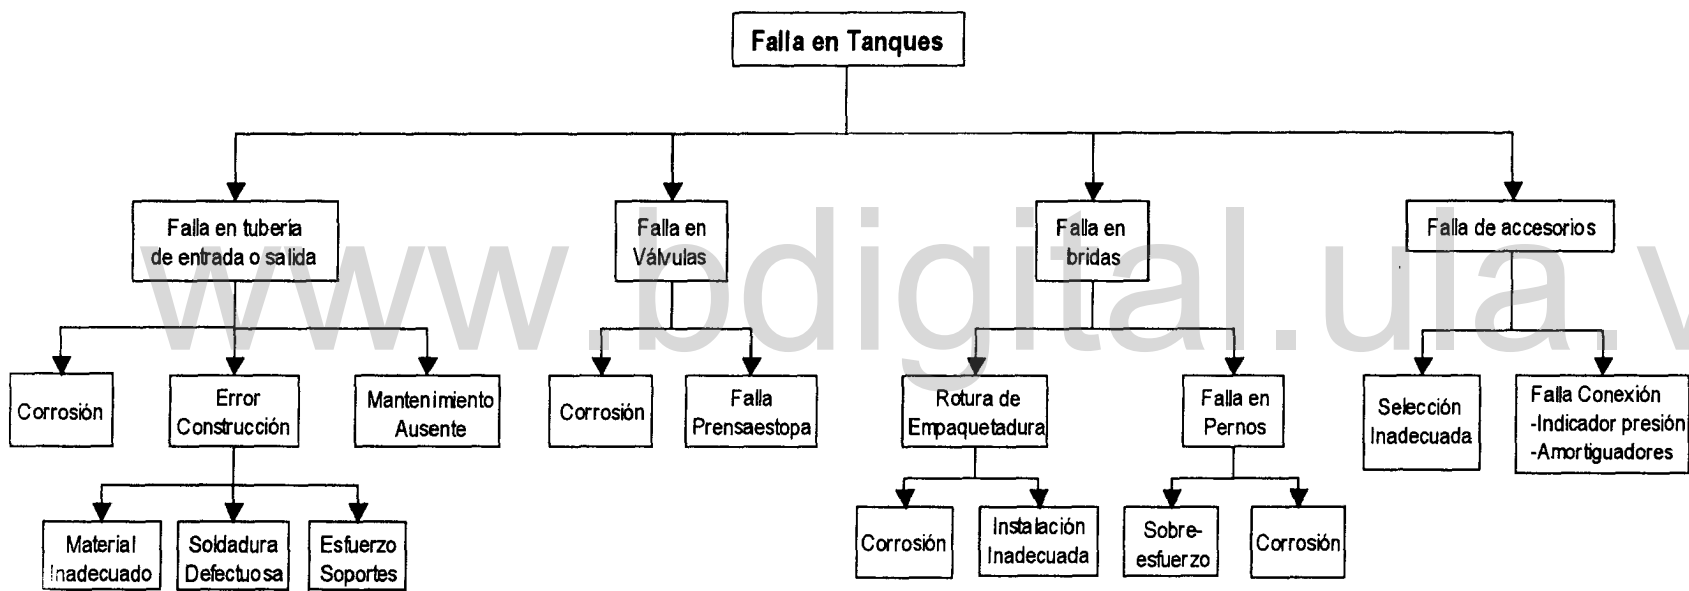 Falla en Tanques
Falla en tubería
de entrada o salida
Falla en
Válvulas
Falla en
bridas
Falla de accesorios
Corrosión
Error
Construcción
Mantenimiento
Ausente
Corrosión
Falla
Prensaestopa
Rotura de
Empaquetadura
Falla en
Pernos
Selección
Inadecuada
Falla Conexión
-Indicador presión
-Amortiguadores
Material
Inadecuado
Soldadura
Defectuosa
Esfuerzo
Soportes
Corrosión
Instalación
Inadecuada
Sobre-
esfuerzo
Corrosión
www.bdigital.ula.v